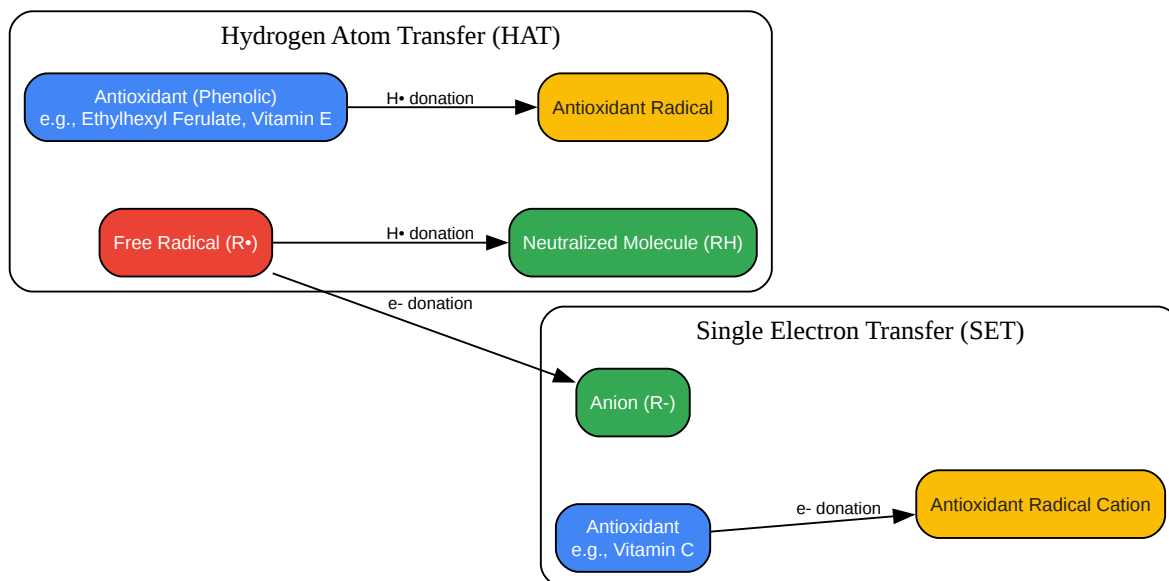 Hydrogen Atom Transfer (HAT)
Antioxidant (Phenolic)
e.g., Ethylhexyl Ferulate, Vitamin E
H• donation
Antioxidant Radical
Free Radical (R•)
H• donation
Neutralized Molecule (RH)
e- donation
Single Electron Transfer (SET)
Anion (R-)
Antioxidant
e.g., Vitamin C
e- donation
Antioxidant Radical Cation